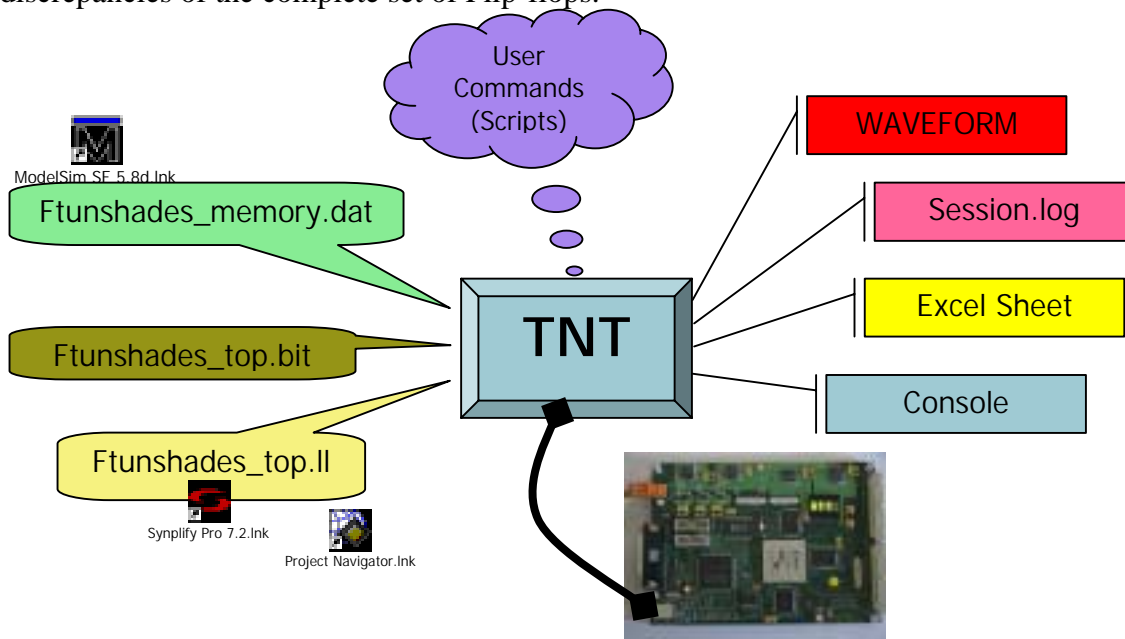 discrepancies of the complete set of Flip-flops.
User
Commands
(Scripts)
WAVEFORM
ModelSim SE 5.8d.lnk
Ftunshades_memory.dat
Session.log
TNT
Excel Sheet
Ftunshades_top.bit
Console
Ftunshades_top.ll
Synplify Pro 7.2.lnk
Project Navigator.lnk